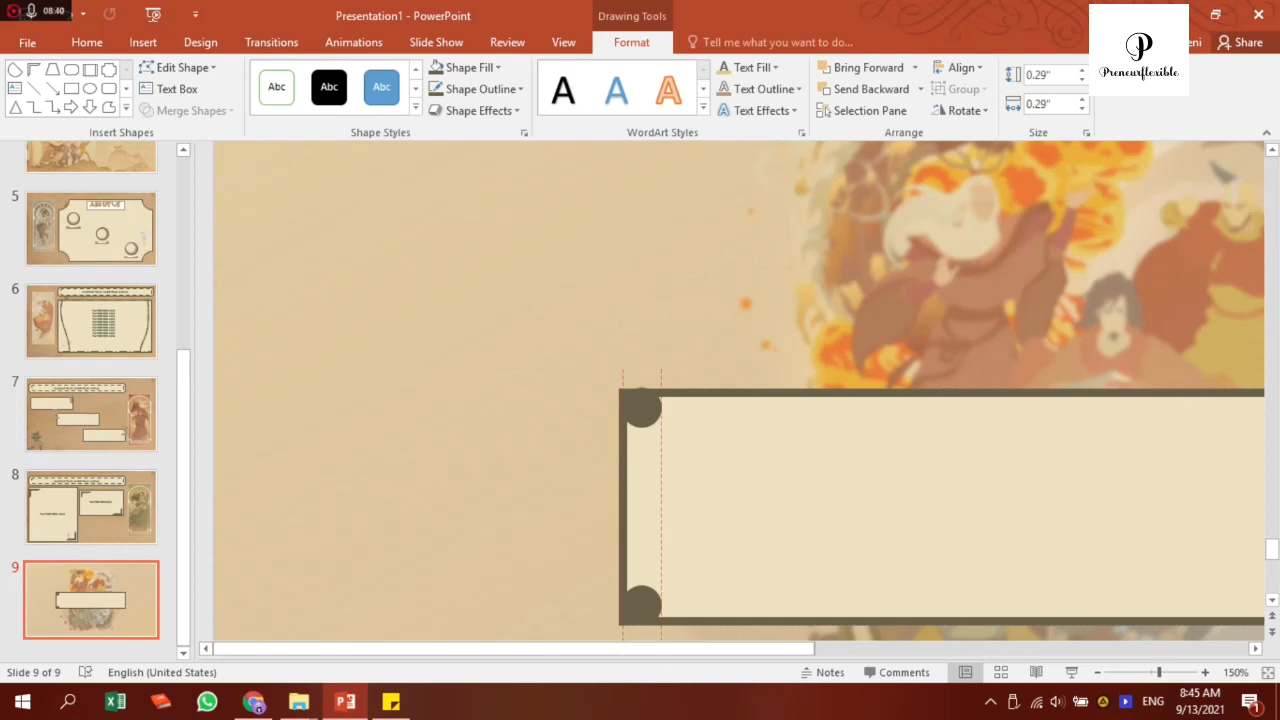 08:40
Presentation1 - PowerPoint
Drawing Tools
File
Home
Insert
Design
Transitions
Animations
Slide Show
Review
View
Format
Tell me what you want to do...
eni
Share
P
Preneurflexible
Edit Shape
Text Box
Merge Shapes
Insert Shapes
Abc
Abc
Abc
Shape Fill
Shape Outline
Shape Effects
Shape Styles
A
A
A
Text Fill
Text Outline
Text Effects
WordArt Styles
Bring Forward
Send Backward
Selection Pane
Align
Group
Rotate
Arrange
0.29"
0.29"
Size
5
6
7
8
9
Slide 9 of 9
English (United States)
Notes
Comments
150%
ENG
8:45 AM
9/13/2021
1